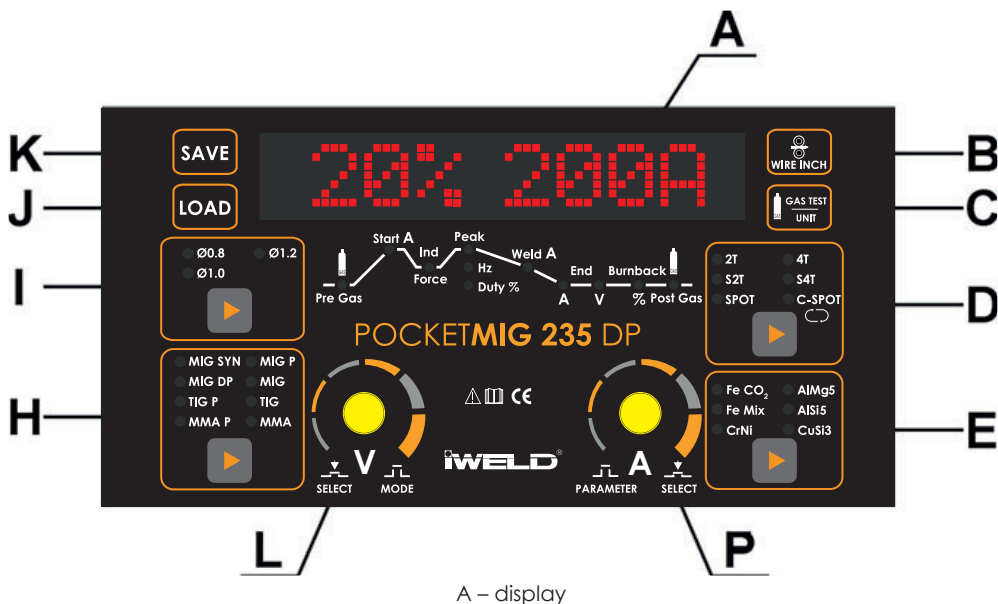 A
K
SAVE
20% 200A
WIRE INCH
B
J
LOAD
GAS TEST
UNIT
C
I
Ø0.8 Ø1.2
Ø1.0
Pre Gas
Start A
Ind
Force
Peak
Hz
Duty %
Weld A
End
A V
Burnback
%
GAS
Post Gas
2T 4T
S2T S4T
SPOT C-SPOT
D
POCKETMIG 235 DP
H
MIG SYN MIG P
MIG DP MIG
TIG P TIG
MMA P MMA
CE
Fe CO₂ AlMg5
Fe Mix AlSi5
CrNi CuSi3
E
V
SELECT MODE
iWELD®
A
PARAMETER SELECT
L
P
A – display